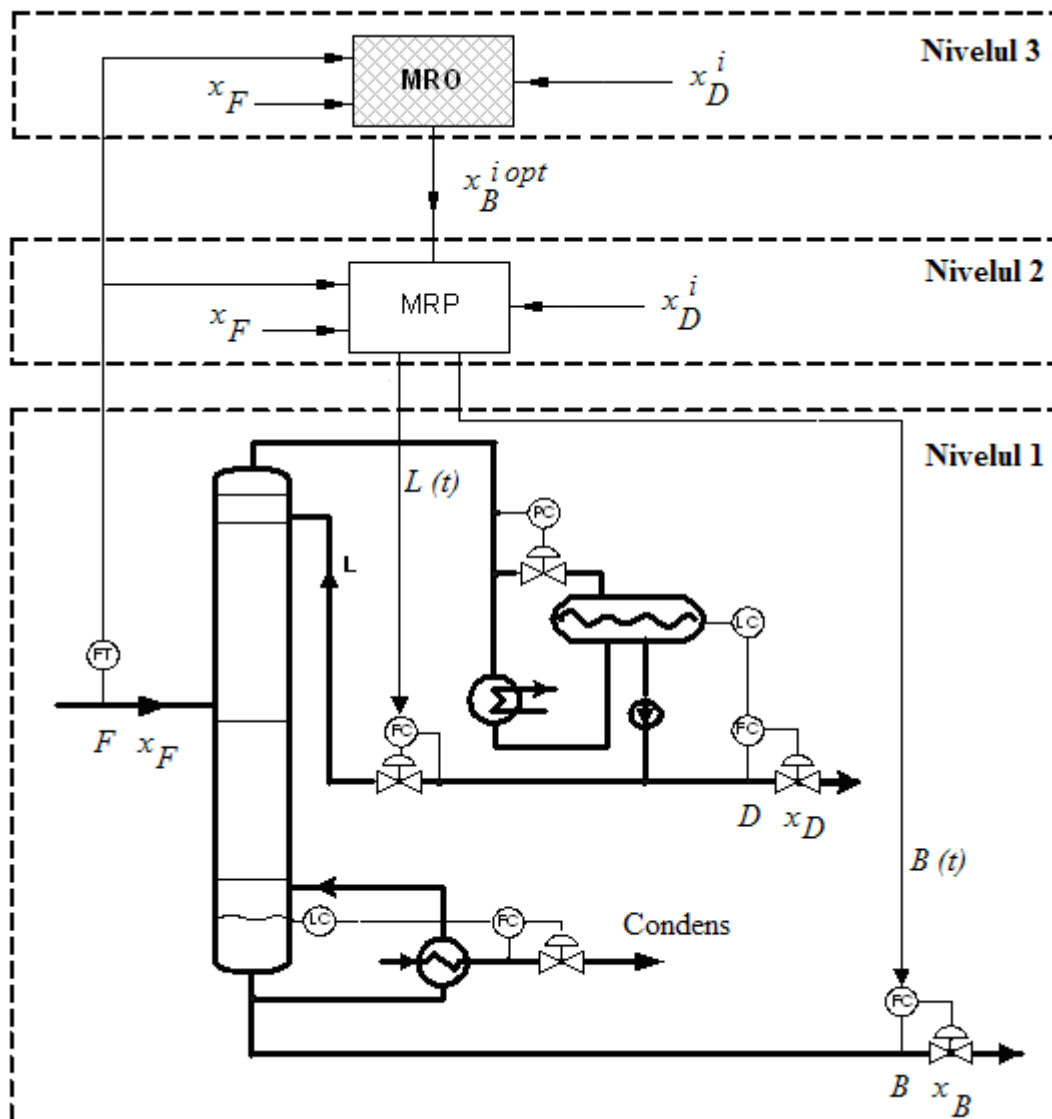 Nivelul 3
MRO
x_F
x_D^i
x_B^{i opt}
Nivelul 2
MRP
x_F
x_D^i
Nivelul 1
L (t)
PC
L
LC
FT
FC
FC
F x_F
D x_D
B (t)
LC
FC
Condens
FC
B x_B